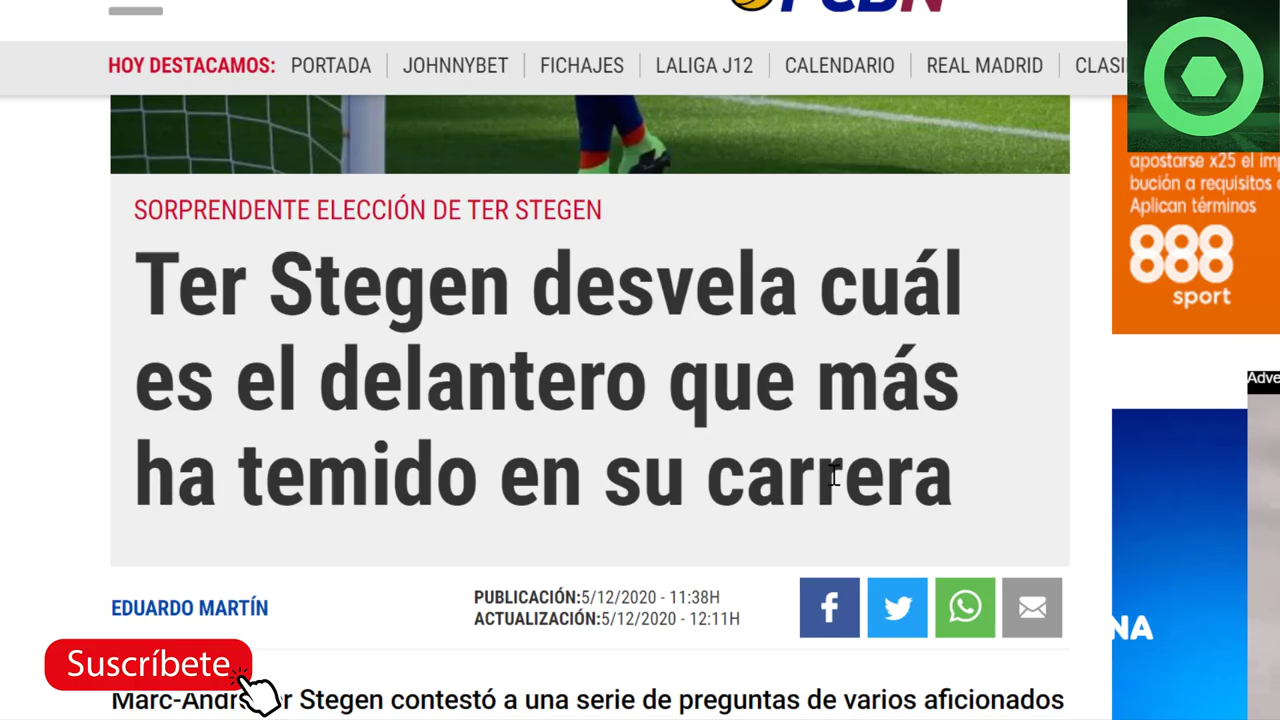 FCBN
HOY DESTACAMOS: PORTADA JOHNNYBET FICHAJES LALIGA J12 CALENDARIO REAL MADRID
apostarse x25 el
bución a requisitos
Aplican términos
888
sport
SORPRENDENTE ELECCIÓN DE TER STEGEN
Ter Stegen desvela cuál
es el delantero que más
ha temido en su carrera
EDUARDO MARTÍN
PUBLICACIÓN:5/12/2020 - 11:38H
ACTUALIZACIÓN:5/12/2020 - 12:11H
Suscríbete
Stegen contestó a una serie de preguntas de varios aficionados